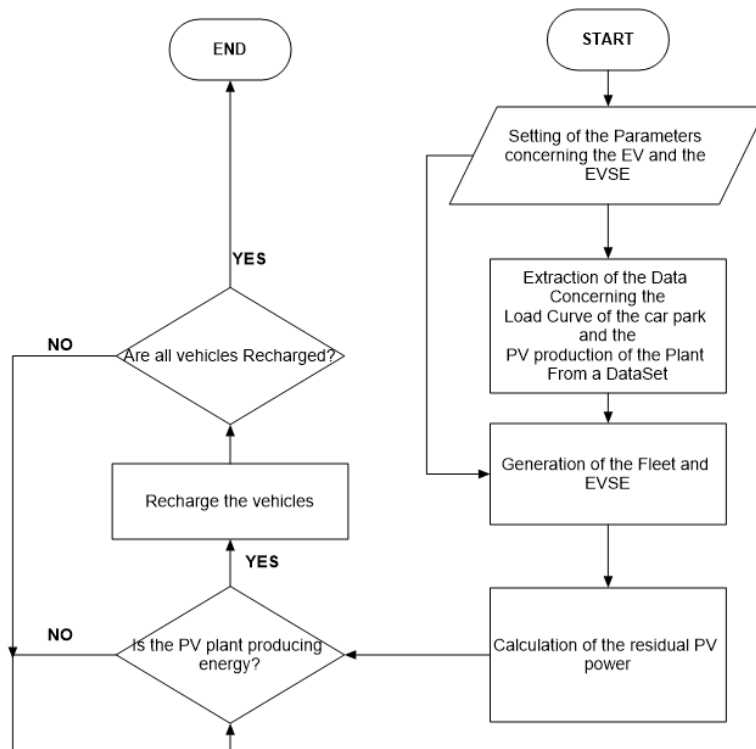 END
START
Setting of the Parameters
concerning the EV and the
EVSE
Extraction of the Data
Concerning the
Load Curve of the car park
and the
PV production of the Plant
From a DataSet
Generation of the Fleet and
EVSE
Calculation of the residual PV
power
Is the PV plant producing
energy?
NO
YES
Recharge the vehicles
Are all vehicles Recharged?
NO
YES